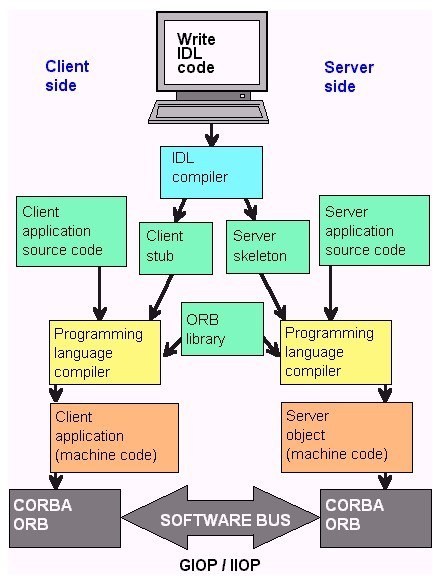 Write
IDL
code
Client
side
Server
side
IDL
compiler
Client
application
source code
Client
stub
Server
skeleton
Server
application
source code
ORB
library
Programming
language
compiler
Programming
language
compiler
Client
application
(machine code)
Server
object
(machine code)
CORBA
ORB
SOFTWARE BUS
CORBA
ORB
GIOP / IIOP